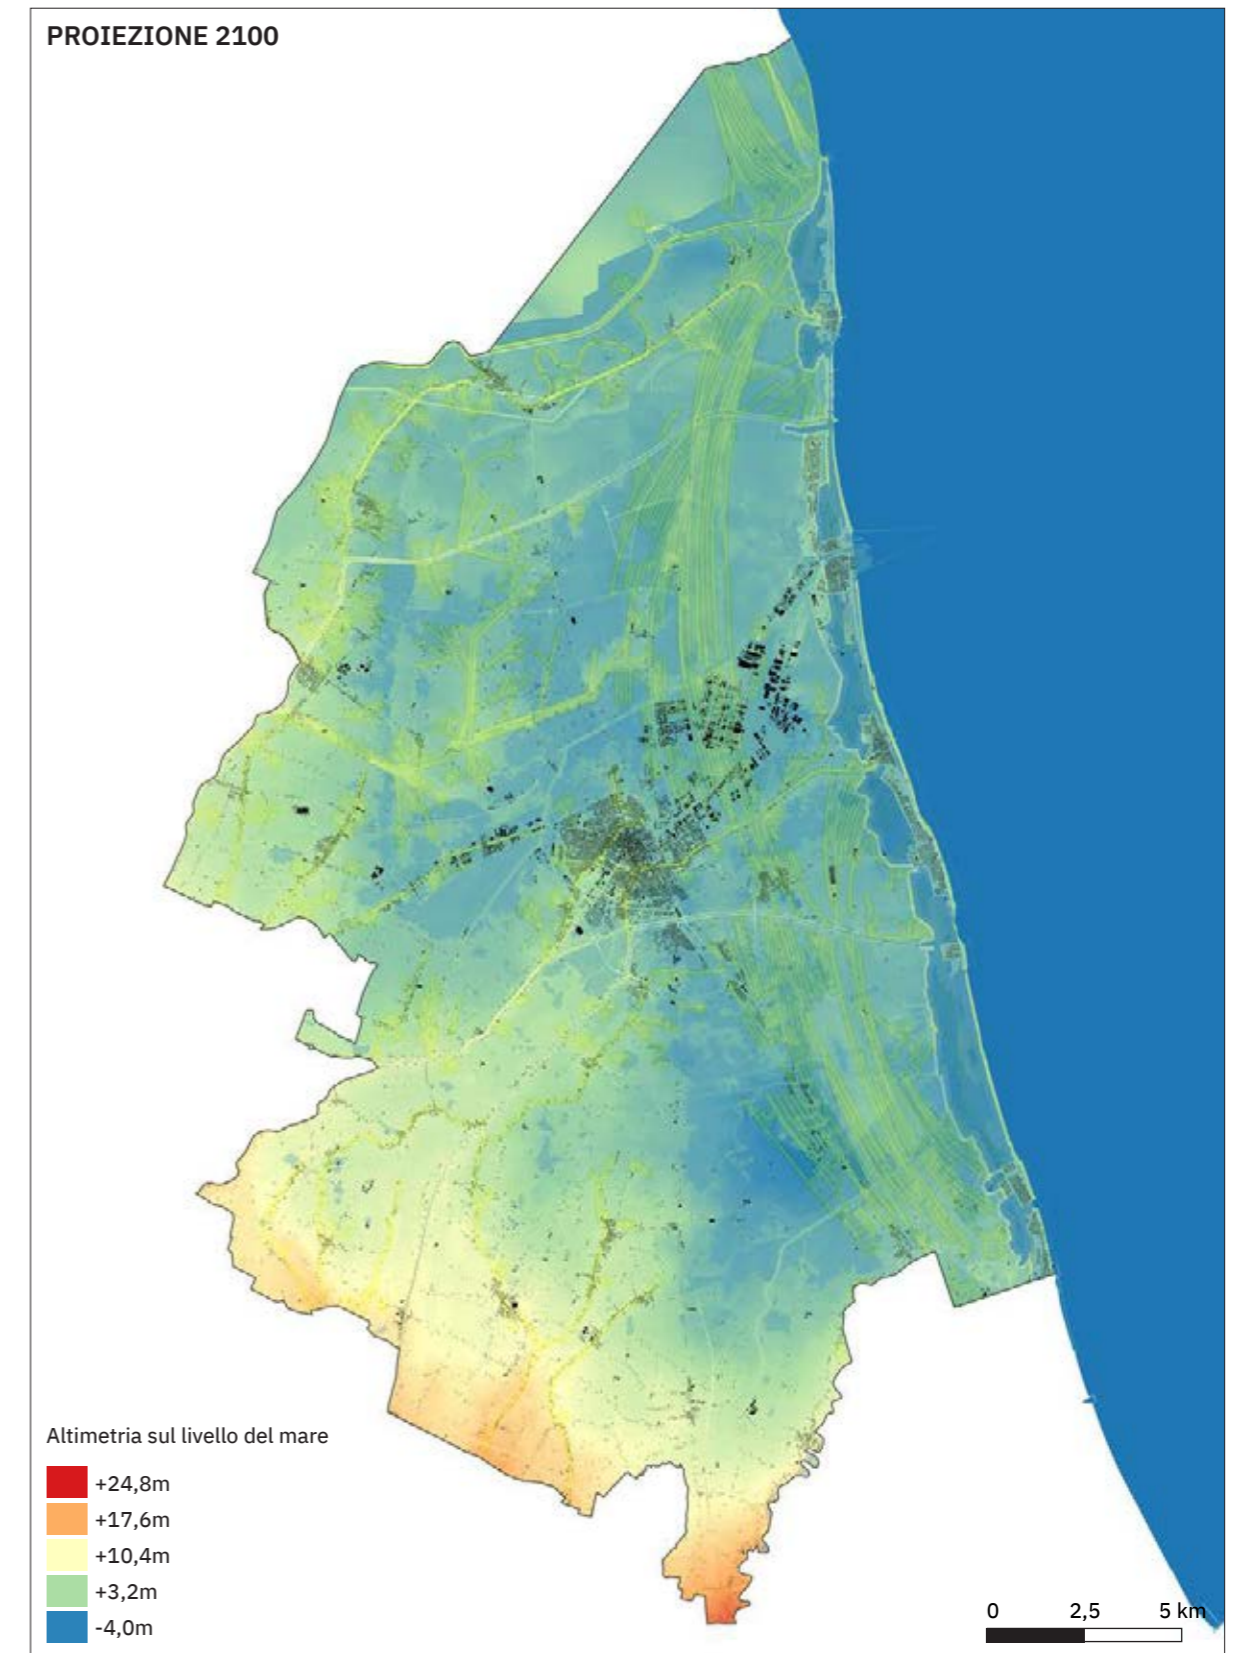 PROIEZIONE 2100
Altimetria sul livello del mare
+24,8m
+17,6m
+10,4m
+3,2m
-4,0m
0 2,5 5 km